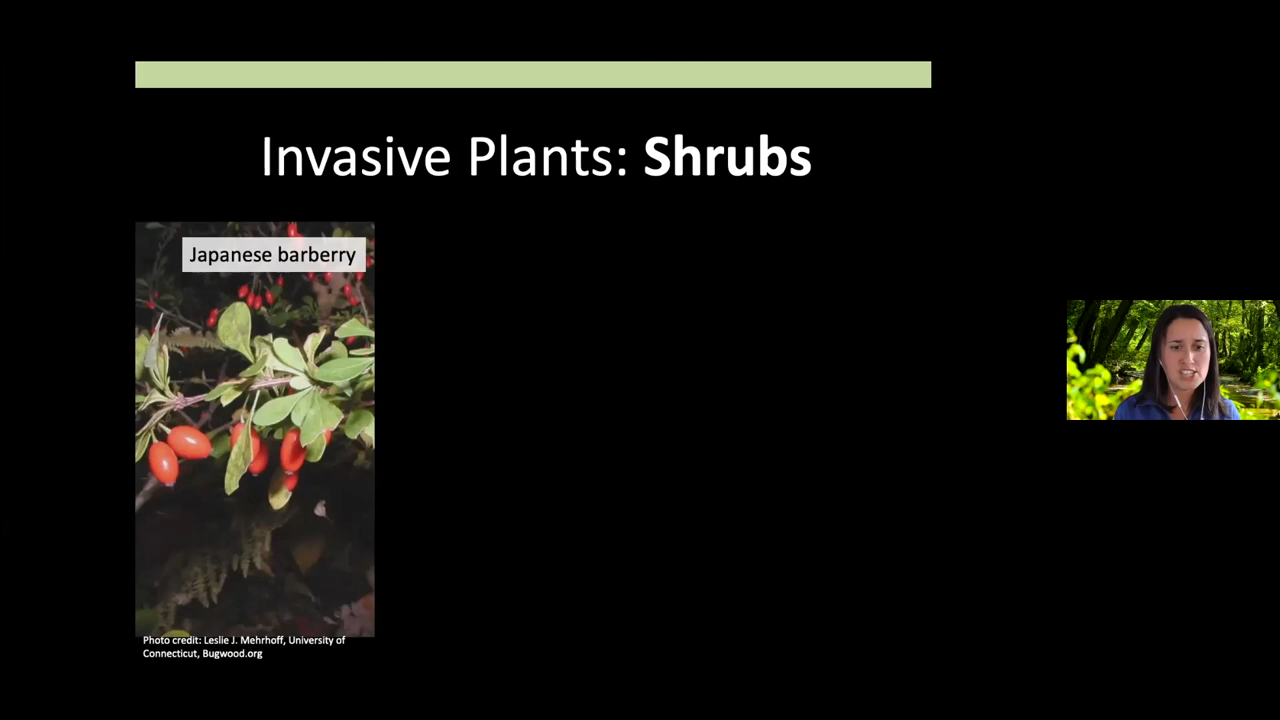 Invasive Plants: Shrubs
Japanese barberry
Photo credit: Leslie J. Mehrhoff, University of
Connecticut, Bugwood.org